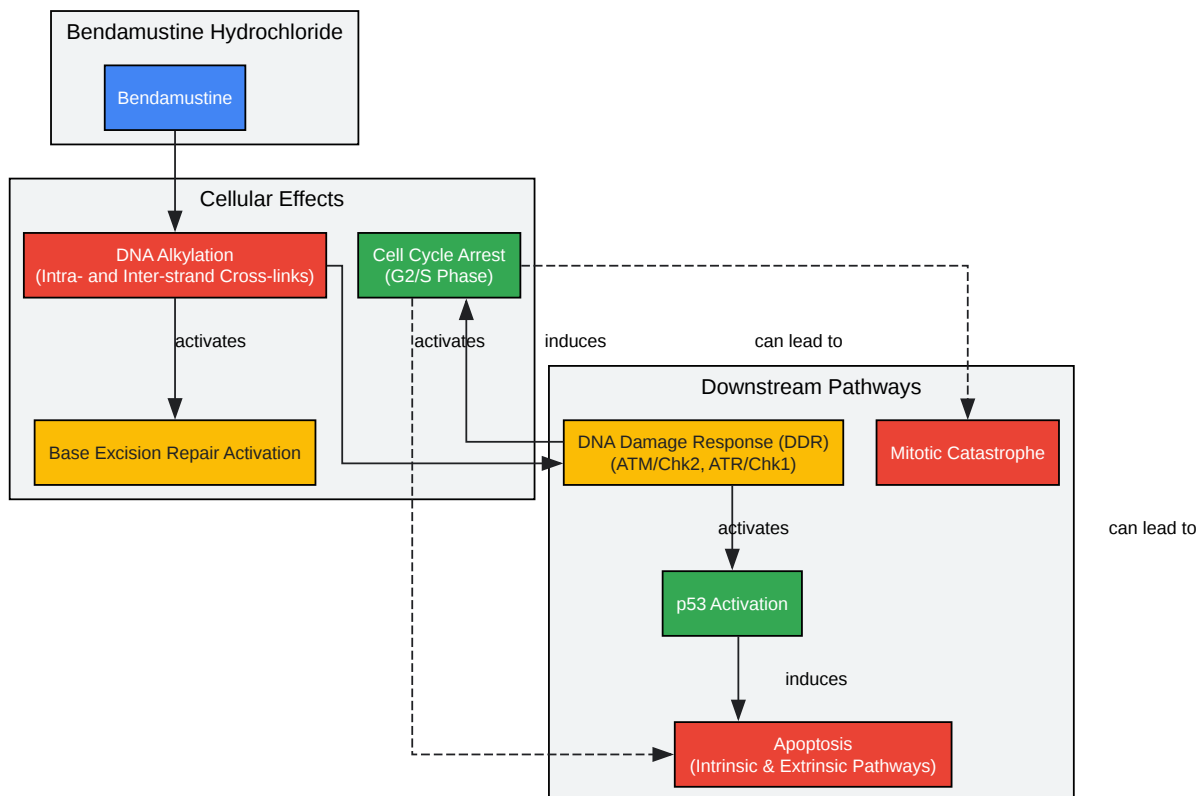 Bendamustine Hydrochloride
Bendamustine
Cellular Effects
DNA Alkylation
(Intra- and Inter-strand Cross-links)
Cell Cycle Arrest
(G2/S Phase)
activates
activates
induces
can lead to
Downstream Pathways
Base Excision Repair Activation
DNA Damage Response (DDR)
(ATM/Chk2, ATR/Chk1)
Mitotic Catastrophe
activates
can lead to
p53 Activation
induces
Apoptosis
(Intrinsic & Extrinsic Pathways)